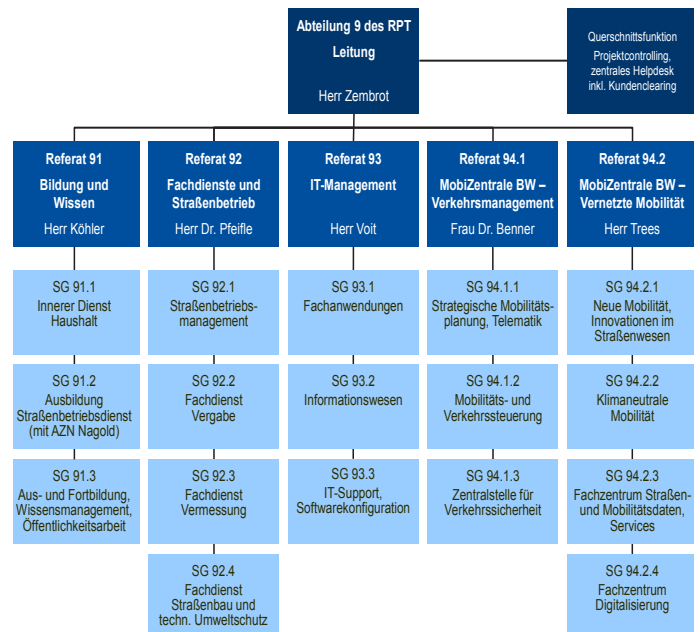 Abteilung 9 des RPT
Leitung
Herr Zembrot
Querschnittsfunktion
Projektcontrolling,
zentrales Helpdesk
inkl. Kundenclearing
Referat 91
Bildung und
Wissen
Herr Köhler
Referat 92
Fachdienste und
Straßenbetrieb
Herr Dr. Pfeifle
Referat 93
IT-Management
Herr Voit
Referat 94.1
MobiZentrale BW –
Verkehrsmanagement
Frau Dr. Benner
Referat 94.2
MobiZentrale BW –
Vernetzte Mobilität
Herr Trees
SG 91.1
Innerer Dienst
Haushalt
SG 92.1
Straßenbetriebs-
management
SG 93.1
Fachanwendungen
SG 94.1.1
Strategische Mobilitäts-
planung, Telematik
SG 94.2.1
Neue Mobilität,
Innovationen im
Straßenwesen
SG 91.2
Ausbildung
Straßenbetriebsdienst
(mit AZN Nagold)
SG 92.2
Fachdienst
Vergabe
SG 93.2
Informationswesen
SG 94.1.2
Mobilitäts- und
Verkehrssteuerung
SG 94.2.2
Klimaneutrale
Mobilität
SG 91.3
Aus- und Fortbildung,
Wissensmanagement,
Öffentlichkeitsarbeit
SG 92.3
Fachdienst
Vermessung
SG 93.3
IT-Support,
Softwarekonfiguration
SG 94.1.3
Zentralstelle für
Verkehrssicherheit
SG 94.2.3
Fachzentrum Straßen-
und Mobilitätsdaten,
Services
SG 92.4
Fachdienst
Straßenbau und
techn. Umweltschutz
SG 94.2.4
Fachzentrum
Digitalisierung